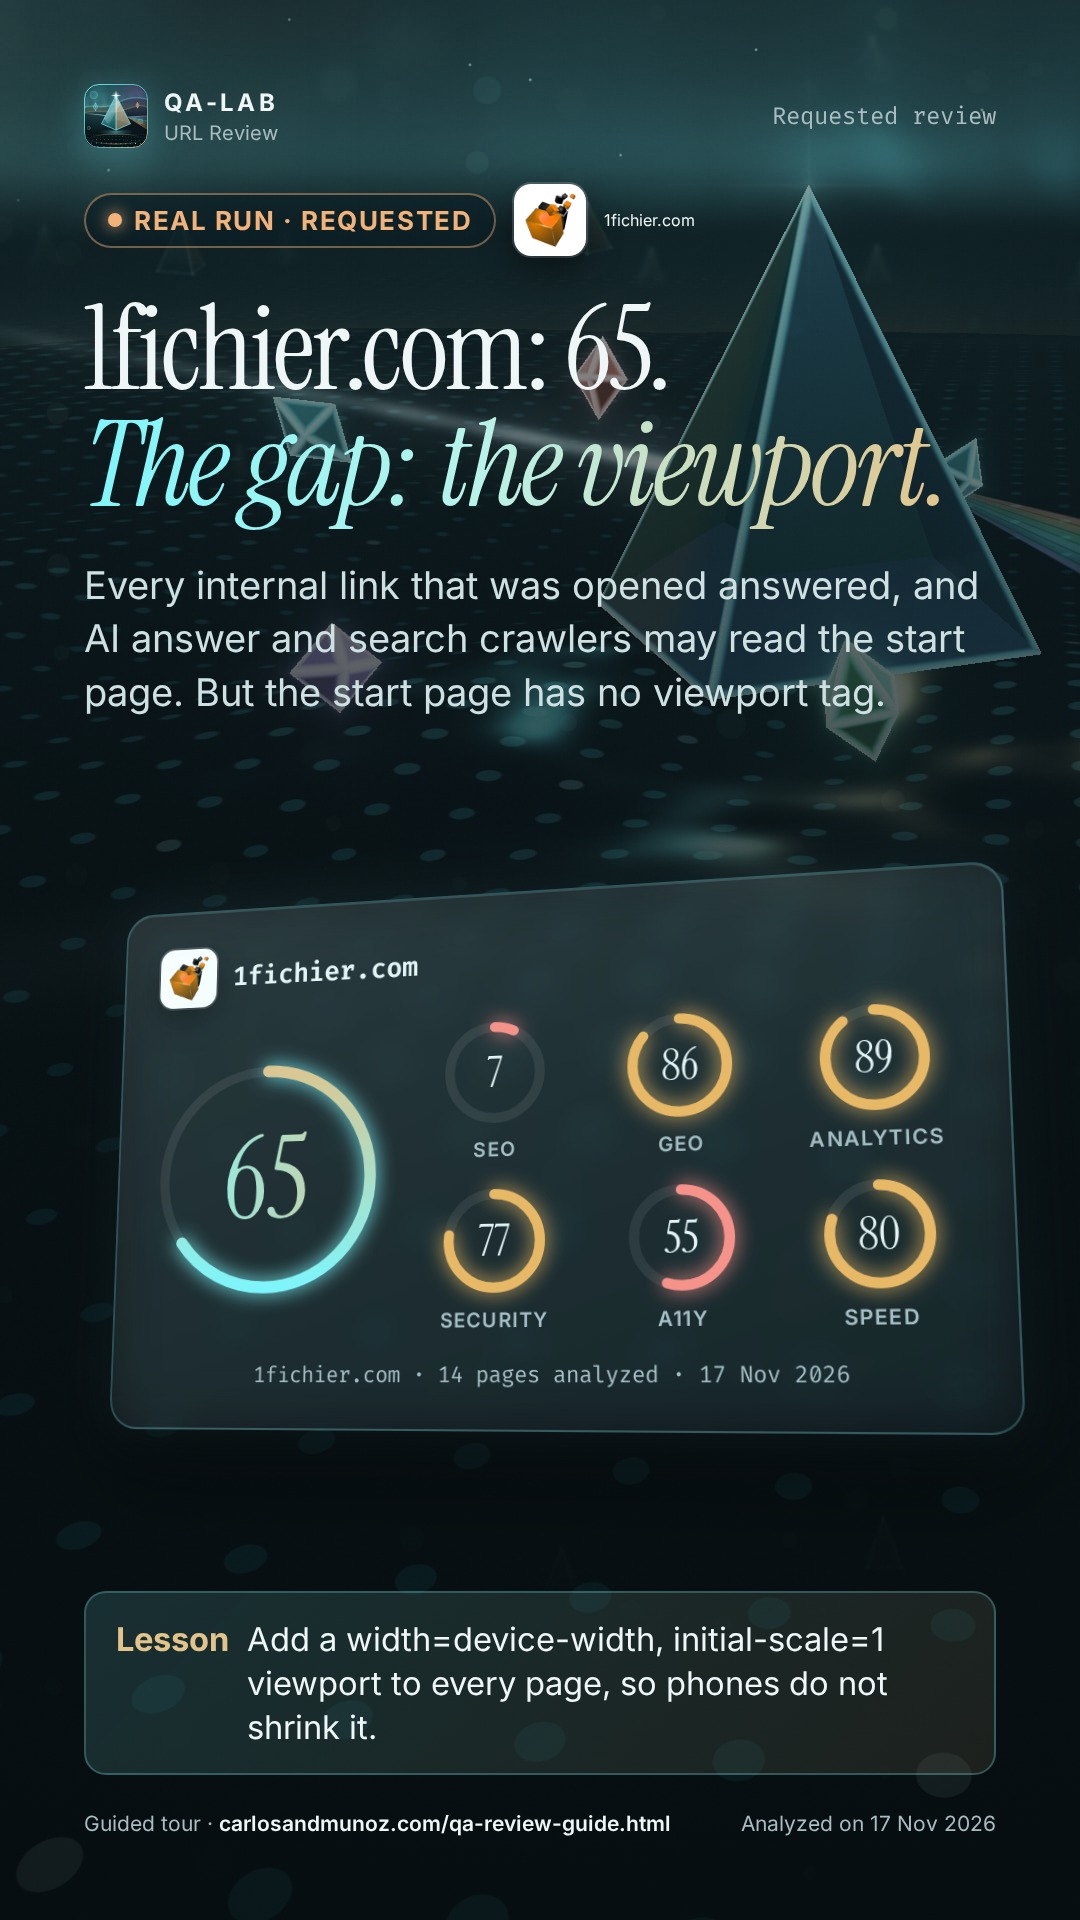 QA-LAB
URL Review
Requested review
REAL RUN · REQUESTED
1fichier.com
1fichier.com: 65.
The gap: the viewport.
Every internal link that was opened answered, and
AI answer and search crawlers may read the start
page. But the start page has no viewport tag.
1fichier.com
65
7
SEO
86
GEO
89
ANALYTICS
77
SECURITY
55
A11Y
80
SPEED
1fichier.com · 14 pages analyzed · 17 Nov 2026
Lesson Add a width=device-width, initial-scale=1
viewport to every page, so phones do not
shrink it.
Guided tour · carlosandmunoz.com/qa-review-guide.html
Analyzed on 17 Nov 2026